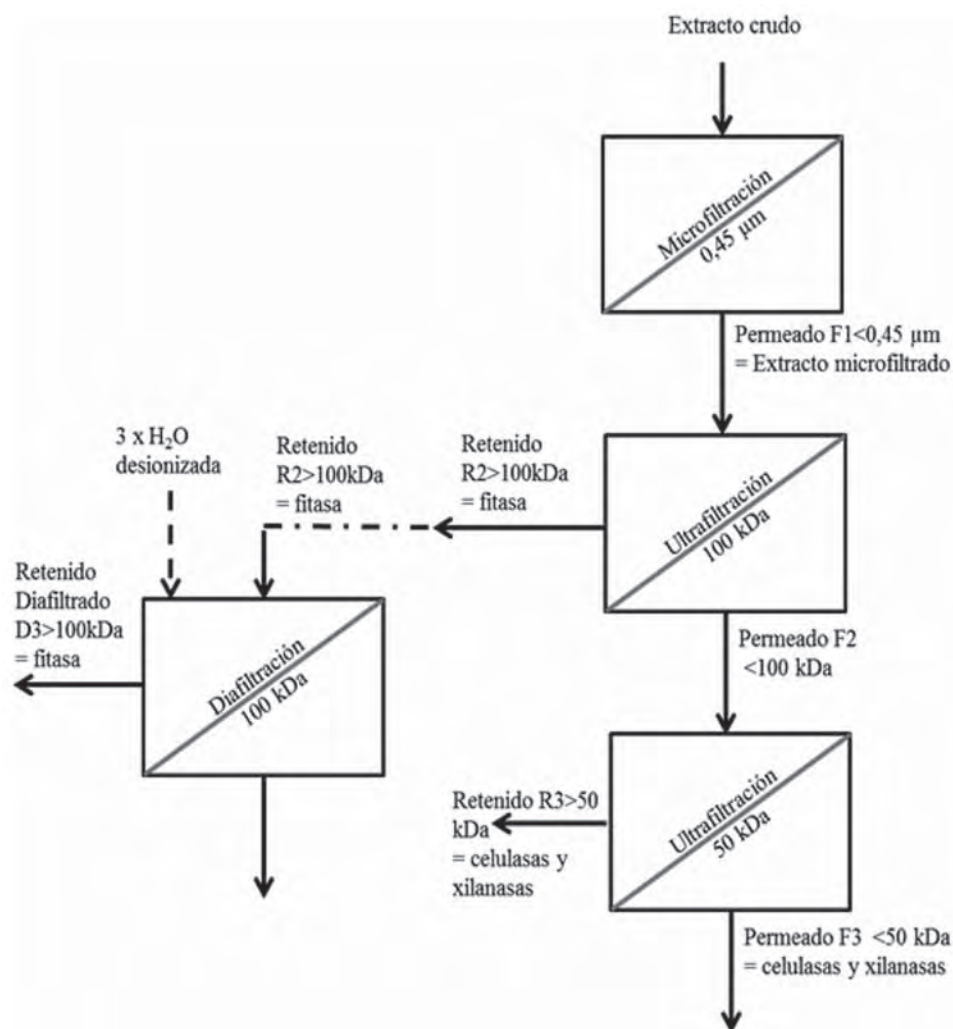 Extracto crudo
Microfiltración
0,45 µm
Permeado F1<0,45 µm
= Extracto microfiltrado
3 x H₂O
desionizada
Retenido
R2>100kDa
= fitasa
Retenido
R2>100kDa
= fitasa
Ultrafiltración
100 kDa
Retenido
Diafiltrado
D3>100kDa
= fitasa
Diafiltración
100 kDa
Permeado F2
<100 kDa
Retenido R3>50
kDa
= celulasas y
xilanasas
Ultrafiltración
50 kDa
Permeado F3 <50 kDa
= celulasas y xilanasas